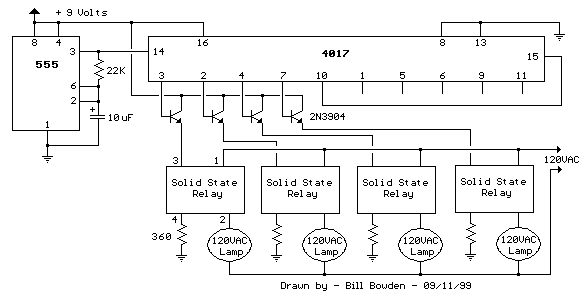 + 9 Volts
8 4
16
8 13
3
14
4017
15
555
22K
6
2
+
10uF
1
3 2 4 7 10 1 5 6 9 11
2N3904
3 1
120VAC
Solid State Relay
Solid State Relay
Solid State Relay
Solid State Relay
4 2
360
120VAC Lamp
120VAC Lamp
120VAC Lamp
120VAC Lamp
Drawn by - Bill Bowden - 09/11/99